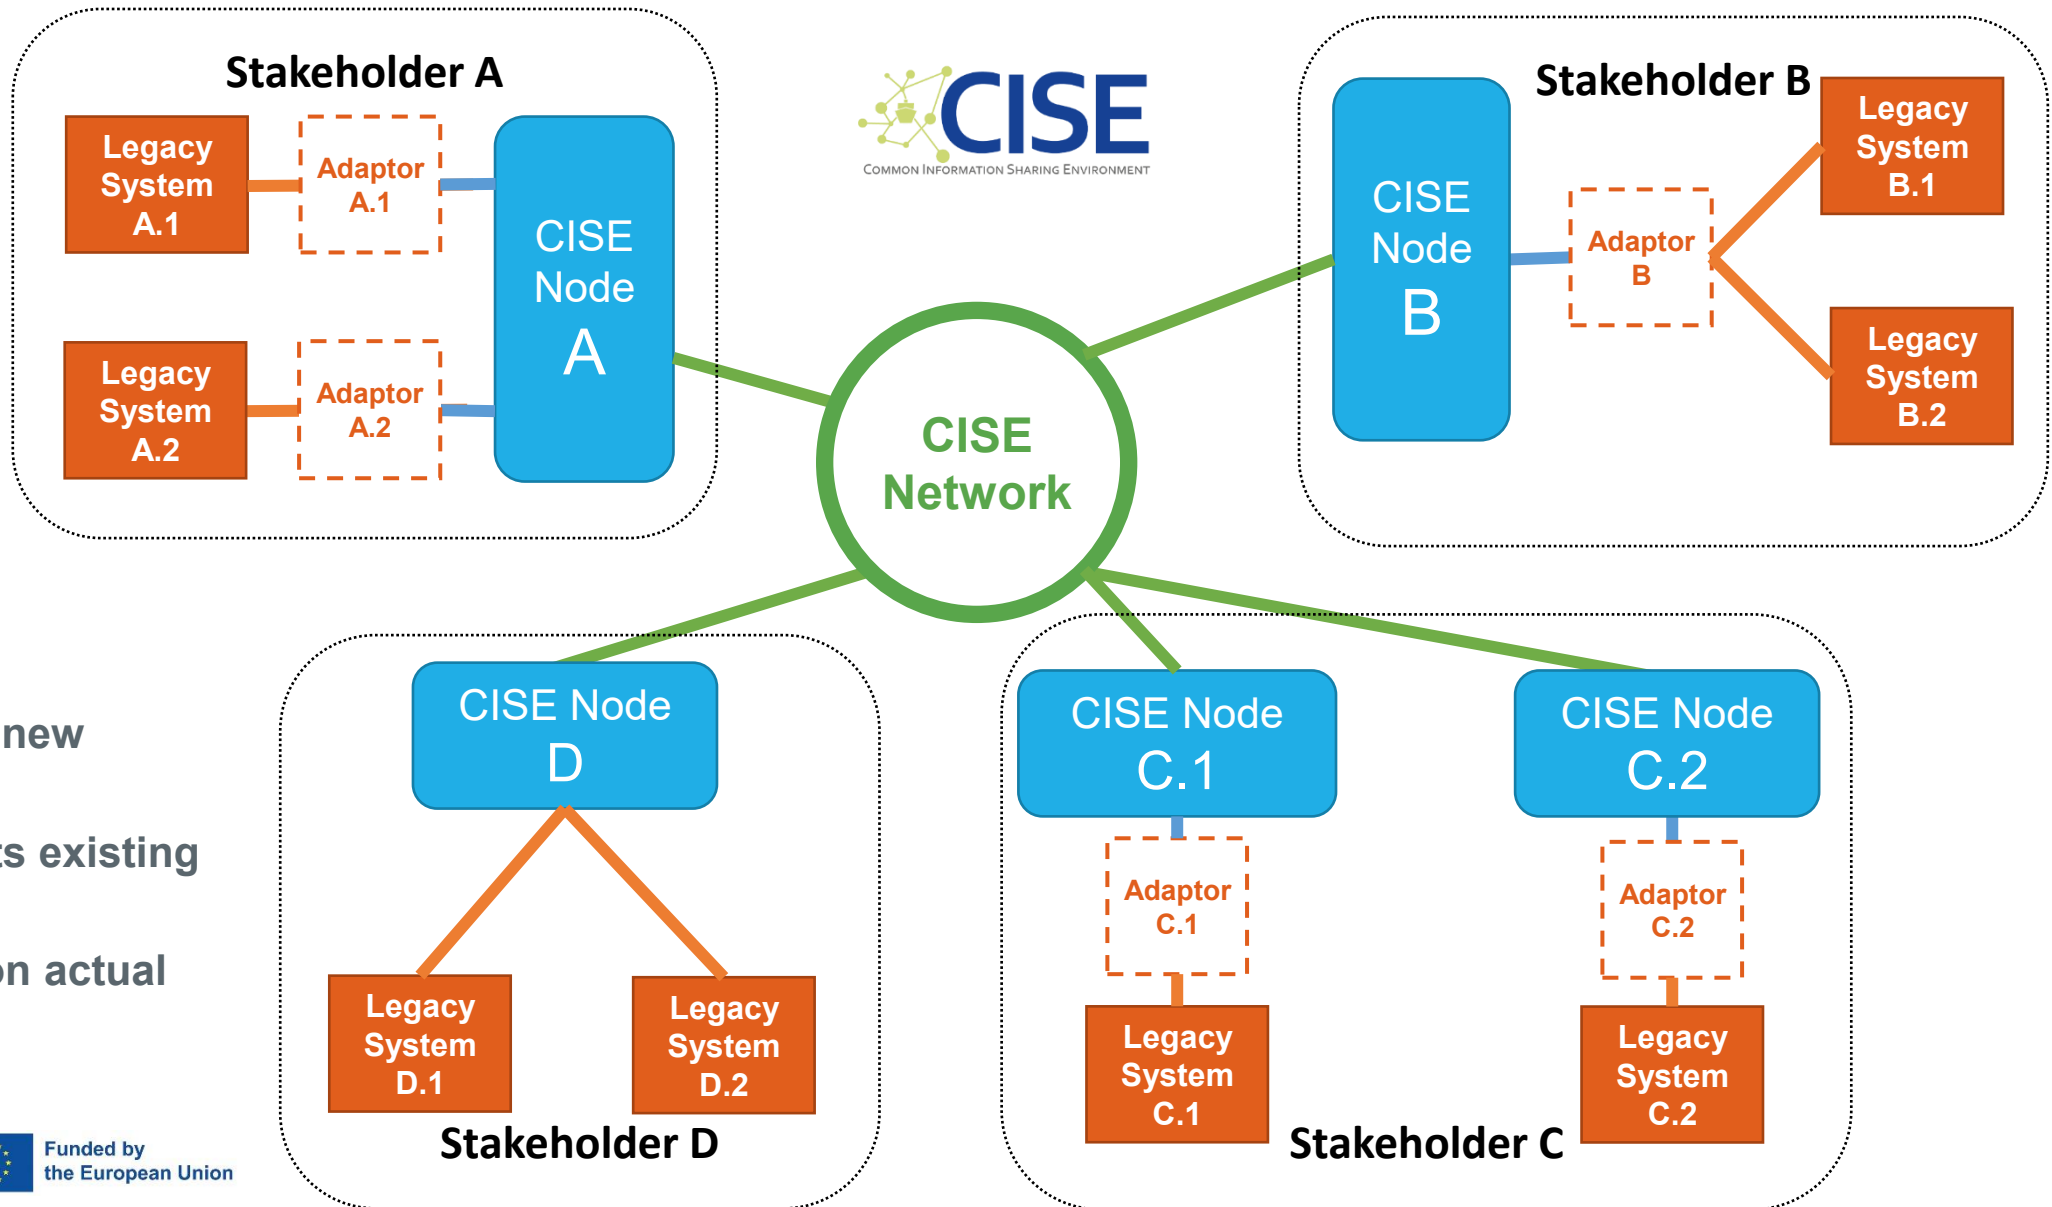 Stakeholder A
Legacy
System
A.1
Adaptor
A.1
Legacy
System
A.2
Adaptor
A.2
CISE
Node
A
CISE
COMMON INFORMATION SHARING ENVIRONMENT
Stakeholder B
CISE
Node
B
Adaptor
B
Legacy
System
B.1
Legacy
System
B.2
CISE
Network
new
ts existing
on actual
CISE Node
D
Legacy
System
D.1
Legacy
System
D.2
Stakeholder D
CISE Node
C.1
Adaptor
C.1
Legacy
System
C.1
CISE Node
C.2
Adaptor
C.2
Legacy
System
C.2
Stakeholder C
Funded by
the European Union